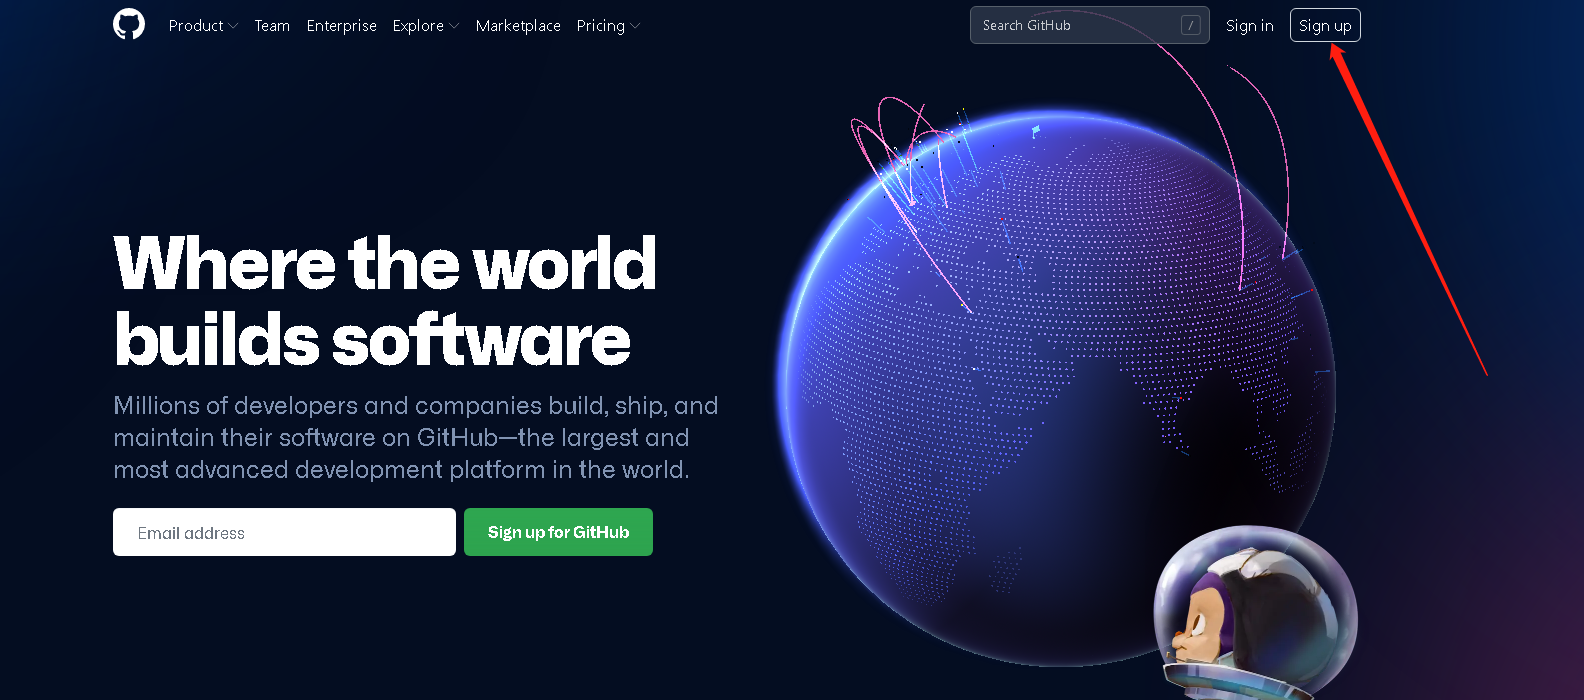 Product Team Enterprise Explore Marketplace Pricing Search GitHub / Sign in Sign up
Where the world
builds software
Millions of developers and companies build, ship, and
maintain their software on GitHub—the largest and
most advanced development platform in the world.
Email address Sign up for GitHub